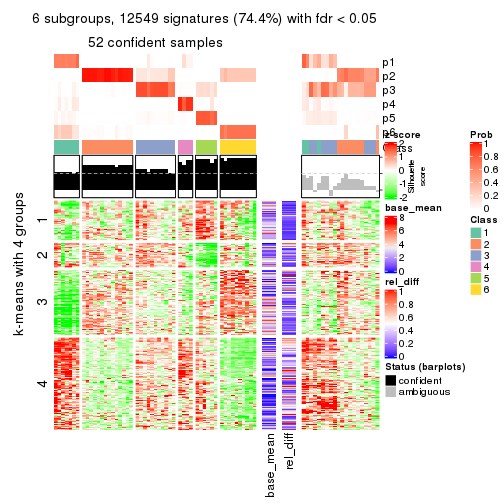 6 subgroups, 12549 signatures (74.4%) with fdr < 0.05
52 confident samples
p1
p2
p3
p4
p5
p6
Class
z-score
2
1
0
-1
-2
Silhouette
score
k-means with 4 groups
1
2
3
4
base_mean
rel_diff
base_mean
8
6
4
2
0
rel_diff
1
0.8
0.6
0.4
0.2
0
Status (barplots)
confident
ambiguous
Prob
1
0.8
0.6
0.4
0.2
0
Class
1
2
3
4
5
6